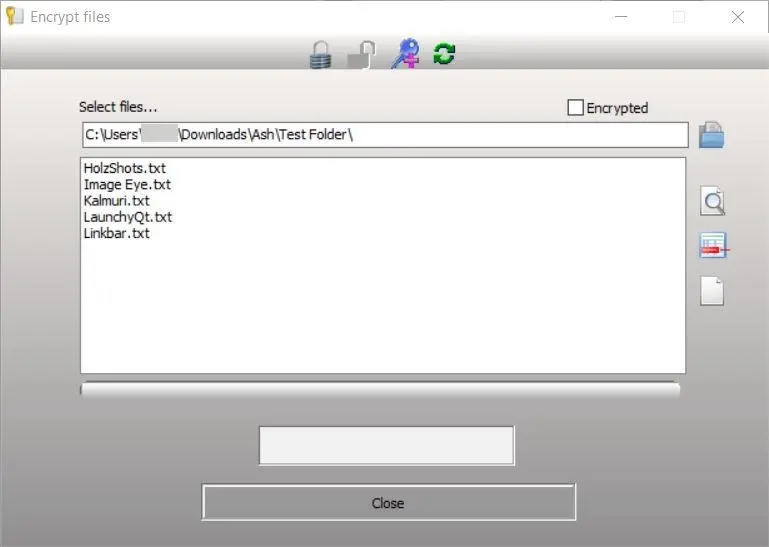 Encrypt files
Select files...
Encrypted
C:\Users\ \Downloads\Ash\Test Folder\
HolzShots.txt
Image Eye.txt
Kalmuri.txt
LaunchyQt.txt
Linkbar.txt
Close